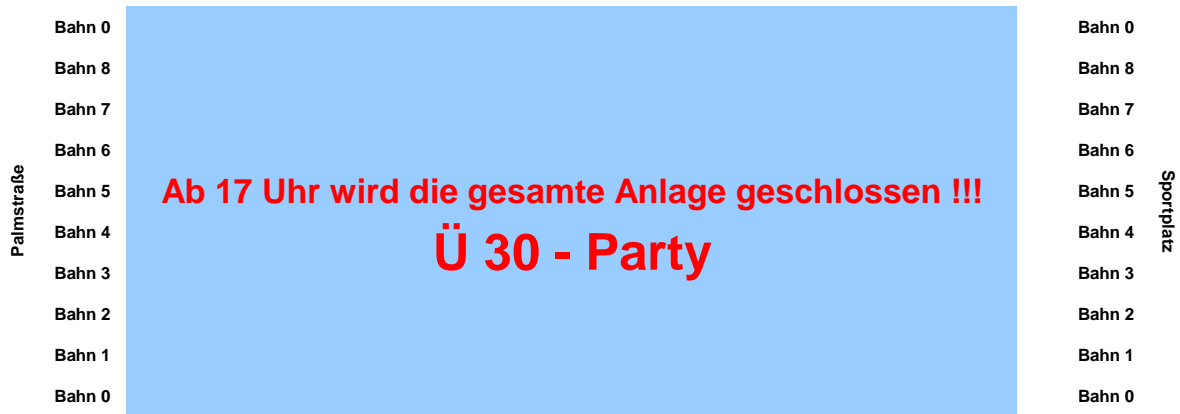 Palmstraße
Bahn 0 Bahn 0
Bahn 8 Bahn 8
Bahn 7 Bahn 7
Bahn 6 Bahn 6
Bahn 5 Ab 17 Uhr wird die gesamte Anlage geschlossen !!! Bahn 5
Bahn 4 Ü 30 - Party Bahn 4
Bahn 3 Bahn 3
Bahn 2 Bahn 2
Bahn 1 Bahn 1
Bahn 0 Bahn 0
Sportplatz